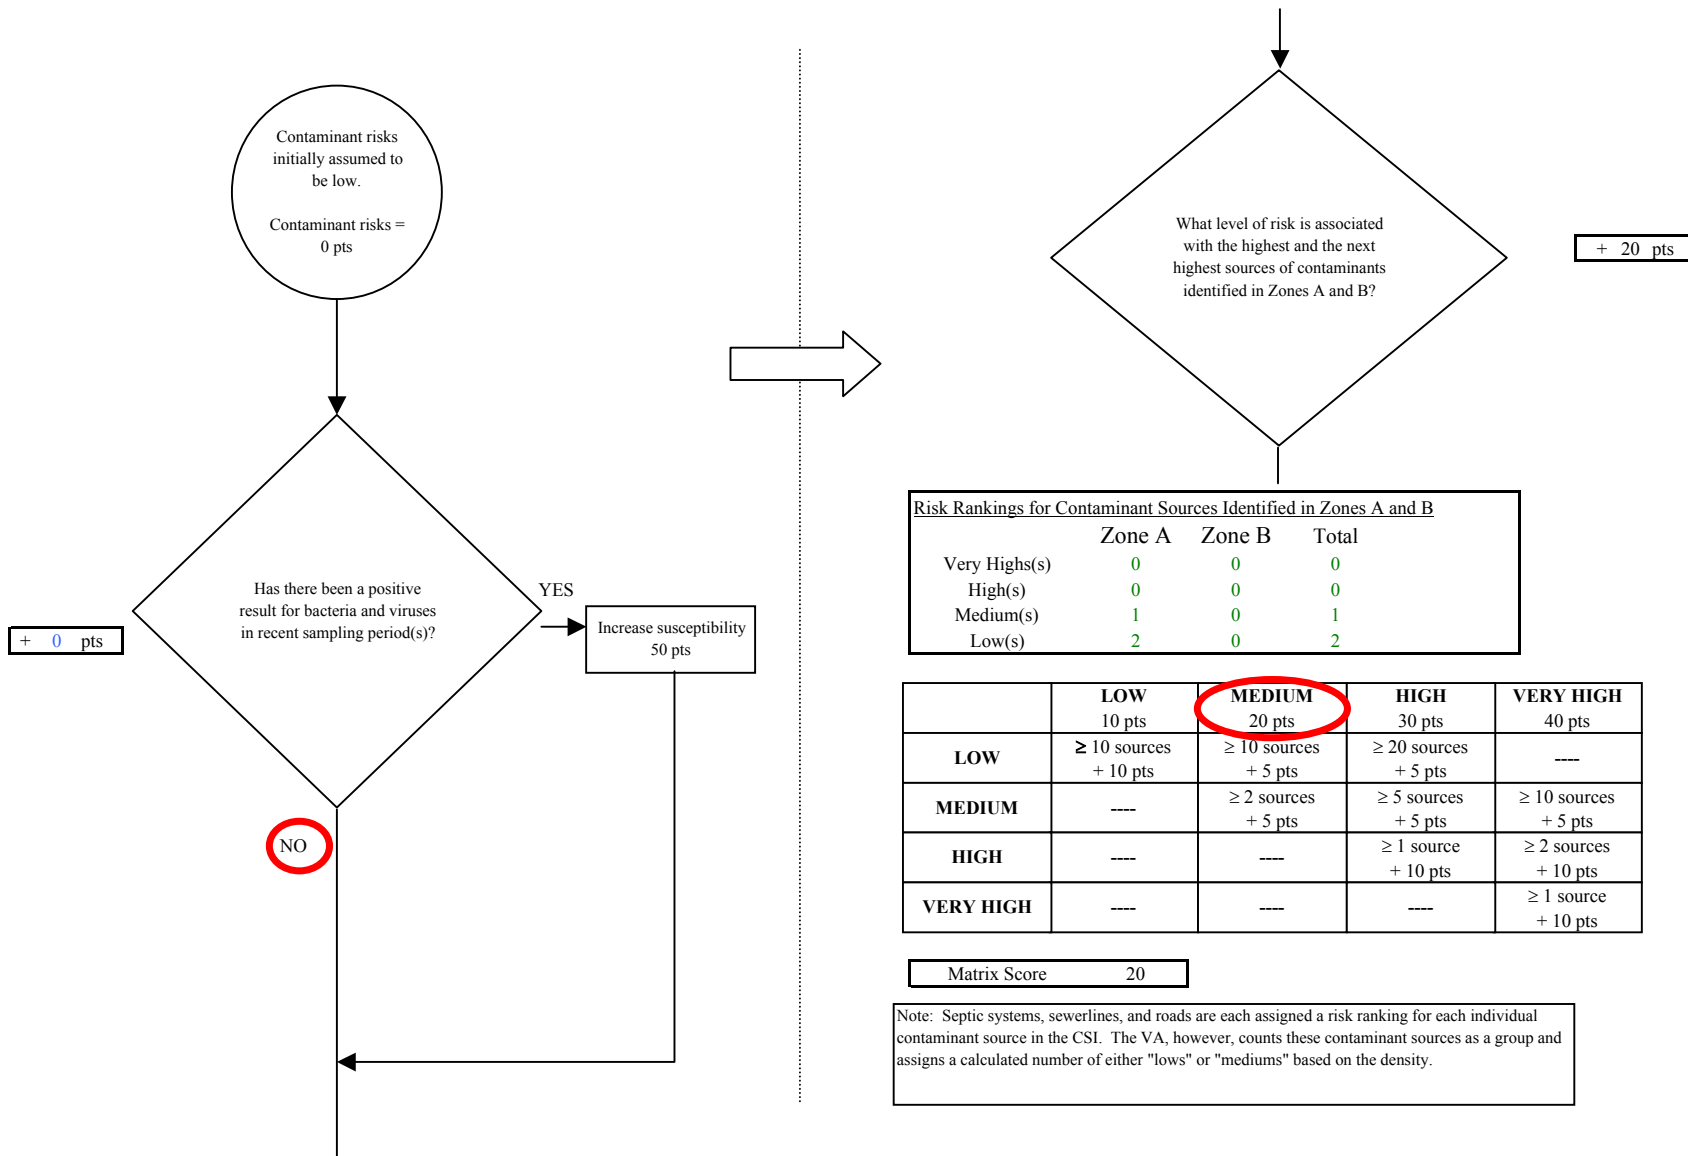 Contaminant risks
initially assumed to
be low.
Contaminant risks =
0 pts
Has there been a positive
result for bacteria and viruses
in recent sampling period(s)?
YES
Increase susceptibility
50 pts
+ 0 pts
NO
What level of risk is associated
with the highest and the next
highest sources of contaminants
identified in Zones A and B?
+ 20 pts
Risk Rankings for Contaminant Sources Identified in Zones A and B
Zone A Zone B Total
Very Highs(s) 0 0 0
High(s) 0 0 0
Medium(s) 1 0 1
Low(s) 2 0 2
LOW MEDIUM HIGH VERY HIGH
10 pts 20 pts 30 pts 40 pts
LOW ≥ 10 sources ≥ 10 sources ≥ 20 sources ----
+ 10 pts + 5 pts + 5 pts
MEDIUM ---- ≥ 2 sources ≥ 5 sources ≥ 10 sources
+ 5 pts + 5 pts + 5 pts
HIGH ---- ---- ≥ 1 source ≥ 2 sources
+ 10 pts + 10 pts
VERY HIGH ---- ---- ---- ≥ 1 source
+ 10 pts
Matrix Score 20
Note: Septic systems, sewerlines, and roads are each assigned a risk ranking for each individual
contaminant source in the CSI. The VA, however, counts these contaminant sources as a group and
assigns a calculated number of either "lows" or "mediums" based on the density.